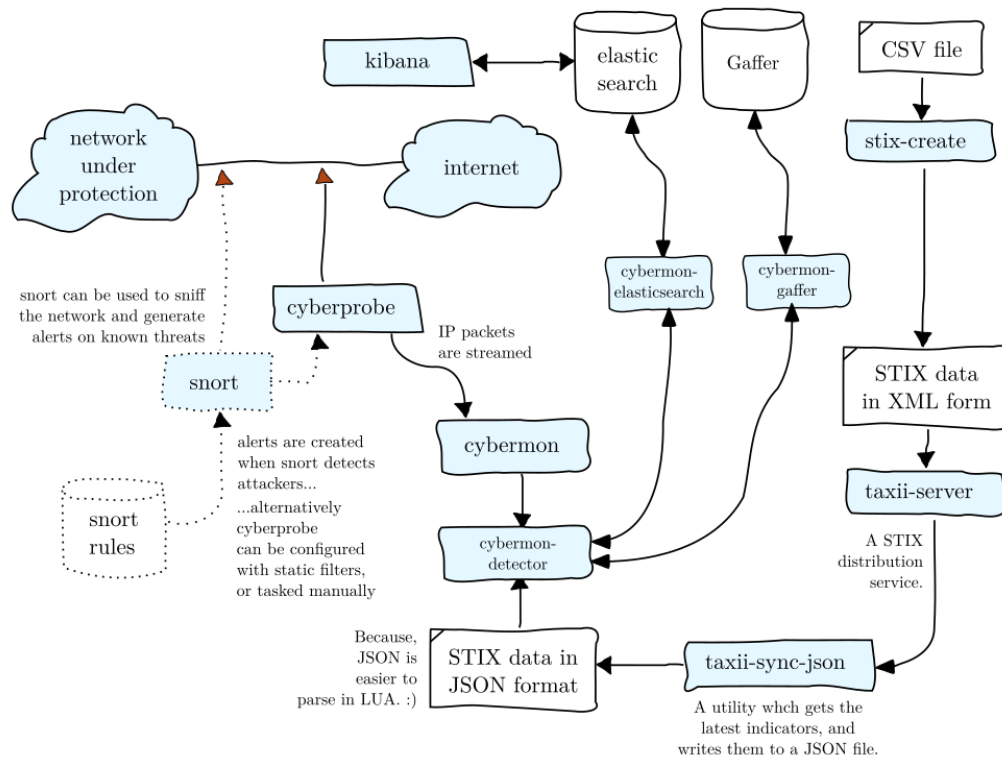 kibana
elastic
search
Gaffer
CSV file
stix-create
network
under
protection
internet
cybermon-
elasticsearch
cybermon-
gaffer
snort can be used to sniff
the network and generate
alerts on known threats
cyberprobe
IP packets
are streamed
snort
STIX data
in XML form
cybermon
alerts are created
when snort detects
attackers...
...alternatively
cyberprobe
can be configured
with static filters,
or tasked manually
snort
rules
taxii-server
cybermon-
detector
A STIX
distribution
service.
Because,
JSON is
easier to
parse in LUA. :)
STIX data in
JSON format
taxii-sync-json
A utility whch gets the
latest indicators, and
writes them to a JSON file.